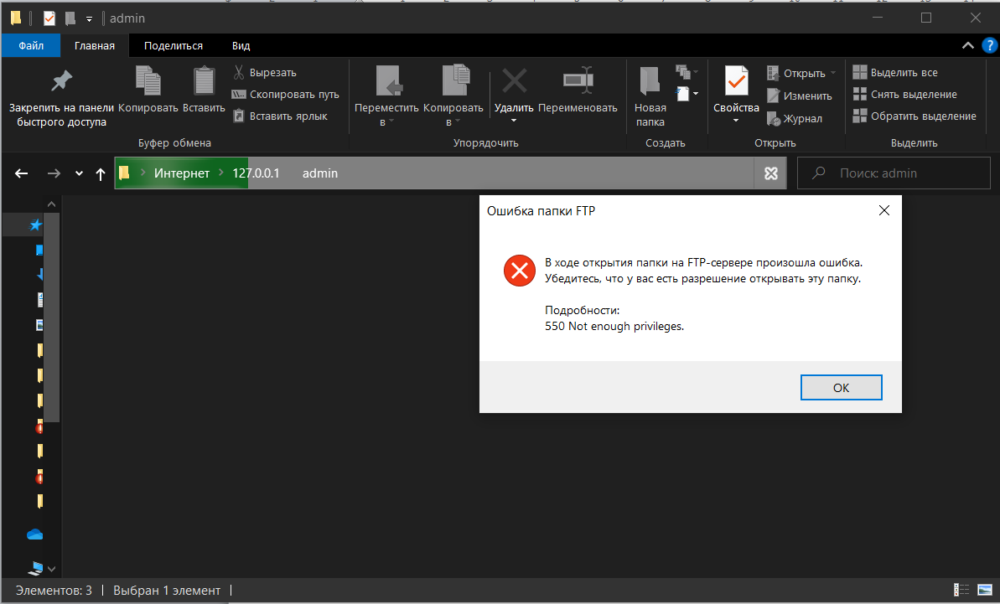 admin
Файл
Главная
Поделиться
Вид
Закрепить на панели
быстрого доступа
Копировать
Вставить
Вырезать
Скопировать путь
Вставить ярлык
Буфер обмена
Переместить
в
Копировать
в
Удалить
Переименовать
Упорядочить
Новая
папка
Создать
Свойства
Открыть
Изменить
Журнал
Открыть
Выделить все
Снять выделение
Обратить выделение
Выделить
Интернет
127.0.0.1
admin
Поиск: admin
Ошибка папки FTP
В ходе открытия папки на FTP-сервере произошла ошибка.
Убедитесь, что у вас есть разрешение открывать эту папку.
Подробности:
550 Not enough privileges.
OK
Элементов: 3
Выбран 1 элемент